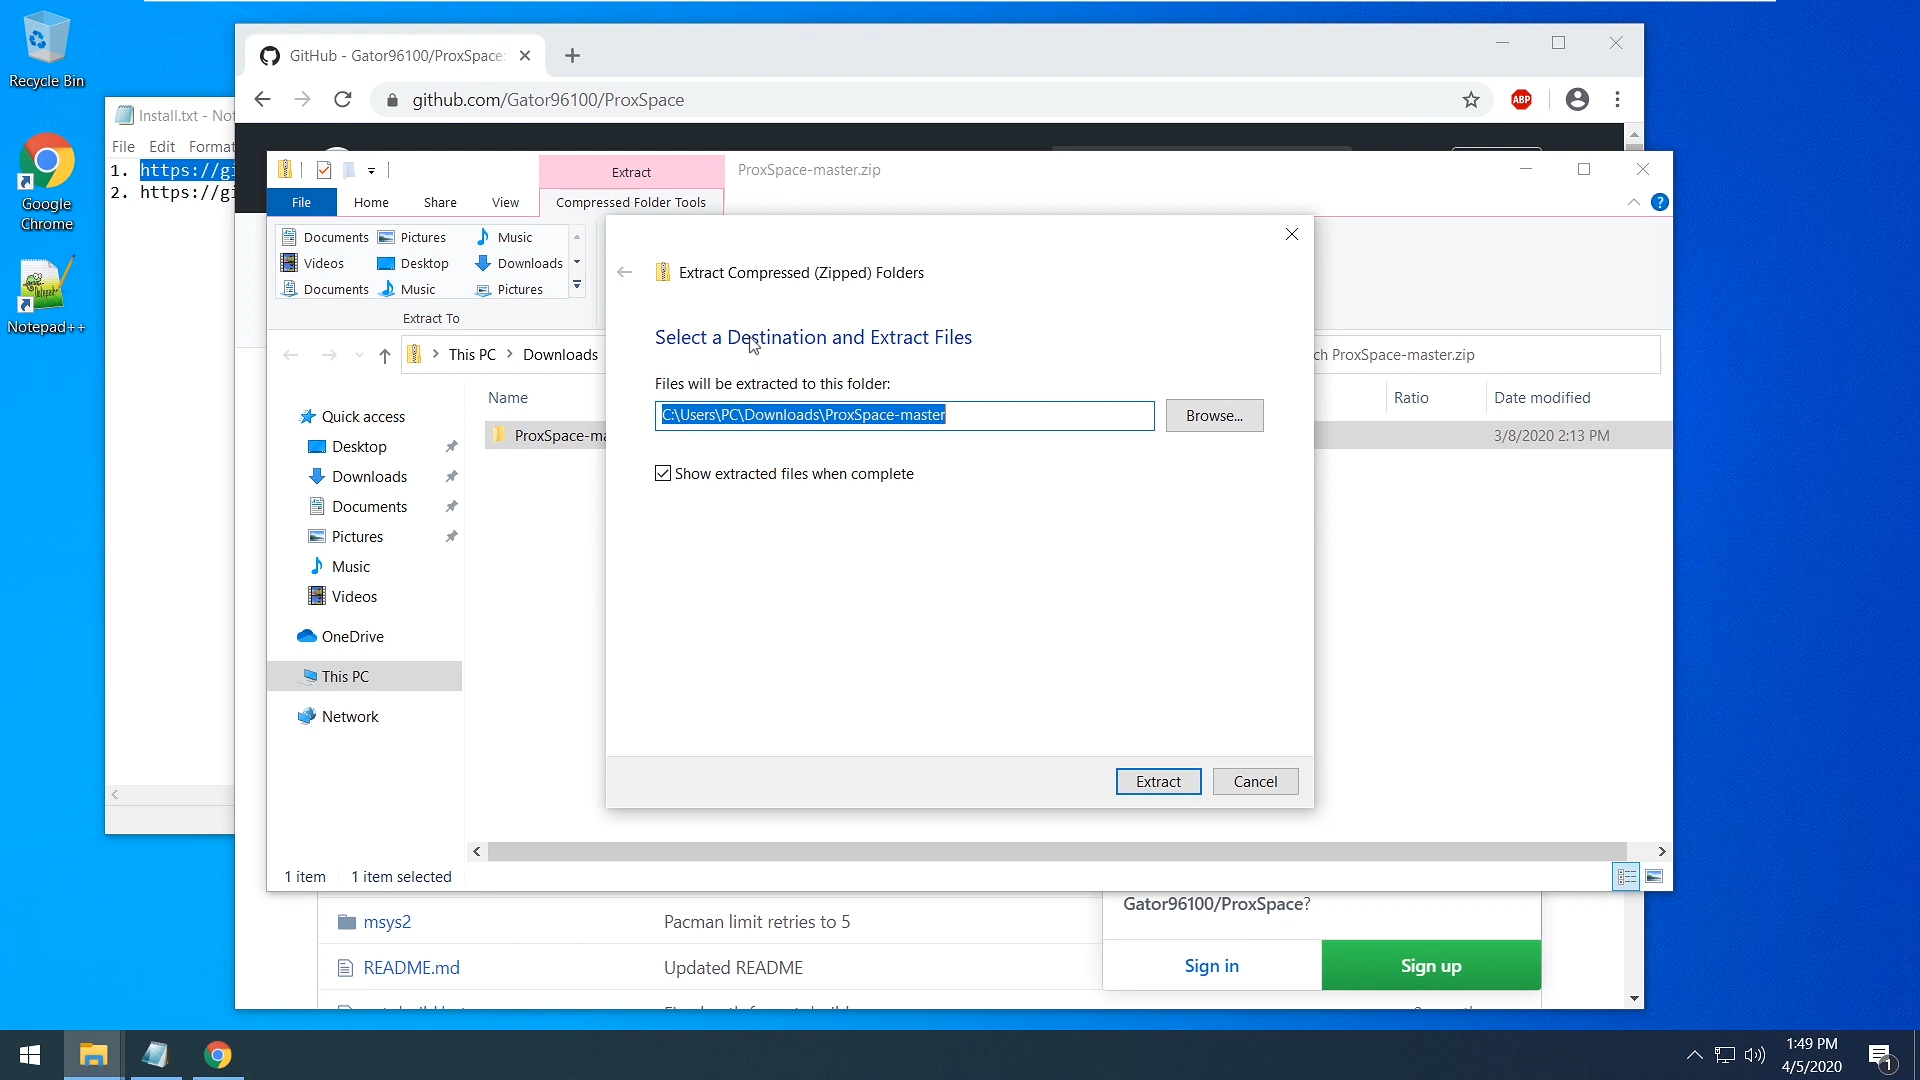 Recycle Bin
Google
Chrome
Notepad++
Install.txt - Not
File Edit Format
1. https://gi
2. https://gi
GitHub - Gator96100/ProxSpace:
github.com/Gator96100/ProxSpace
ABP
Extract
ProxSpace-master.zip
File Home Share View Compressed Folder Tools
Documents Pictures Music
Videos Desktop Downloads
Documents Music Pictures
Extract To
This PC Downloads
ch ProxSpace-master.zip
Name
Ratio
Date modified
ProxSpace-ma
3/8/2020 2:13 PM
Quick access
Desktop
Downloads
Documents
Pictures
Music
Videos
OneDrive
This PC
Network
1 item 1 item selected
Extract Compressed (Zipped) Folders
Select a Destination and Extract Files
Files will be extracted to this folder:
C:\Users\PC\Downloads\ProxSpace-master
Browse...
Show extracted files when complete
Extract
Cancel
Gator96100/ProxSpace?
msys2 Pacman limit retries to 5
README.md Updated README
Sign in Sign up
1:49 PM
4/5/2020
1